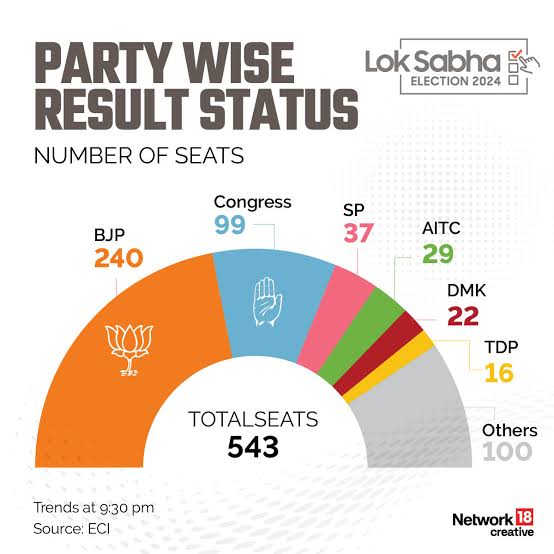 PARTY WISE
RESULT STATUS
NUMBER OF SEATS
Lok Sabha
ELECTION 2024
BJP
240
Congress
99
SP
37
AITC
29
DMK
22
TDP
16
Others
100
TOTALSEATS
543
Trends at 9:30 pm
Source: ECI
Network 18
creative